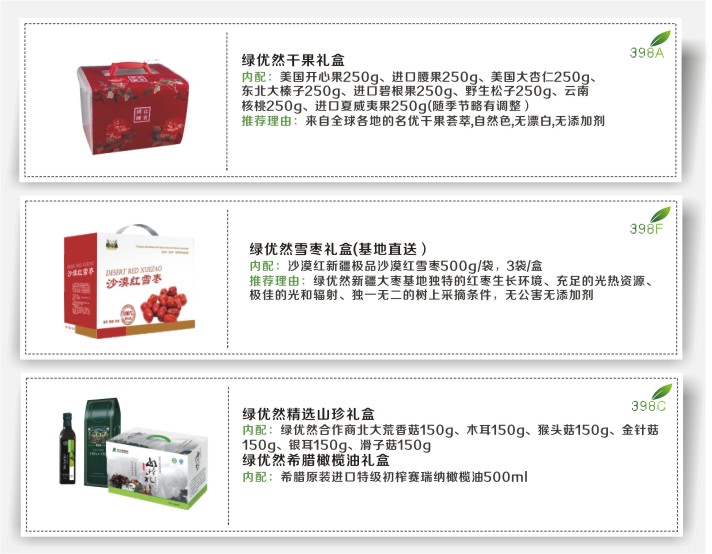 398A
绿优然干果礼盒
内配：美国开心果250g、进口腰果250g、美国大杏仁250g、
东北大榛子250g、进口碧根果250g、野生松子250g、云南
核桃250g、进口夏威夷果250g(随季节略有调整）
推荐理由：来自全球各地的名优干果荟萃,自然色,无漂白,无添加剂
398F
绿优然雪枣礼盒(基地直送）
内配：沙漠红新疆极品沙漠红雪枣500g/袋，3袋/盒
推荐理由：绿优然新疆大枣基地独特的红枣生长环境、充足的光热资源、
极佳的光和辐射、独一无二的树上采摘条件，无公害无添加剂
DESERT RED XUEZAO
沙漠红雪枣
398C
绿优然精选山珍礼盒
内配：绿优然合作商北大荒香菇150g、木耳150g、猴头菇150g、金针菇
150g、银耳150g、滑子菇150g
绿优然希腊橄榄油礼盒
内配：希腊原装进口特级初榨赛瑞纳橄榄油500ml